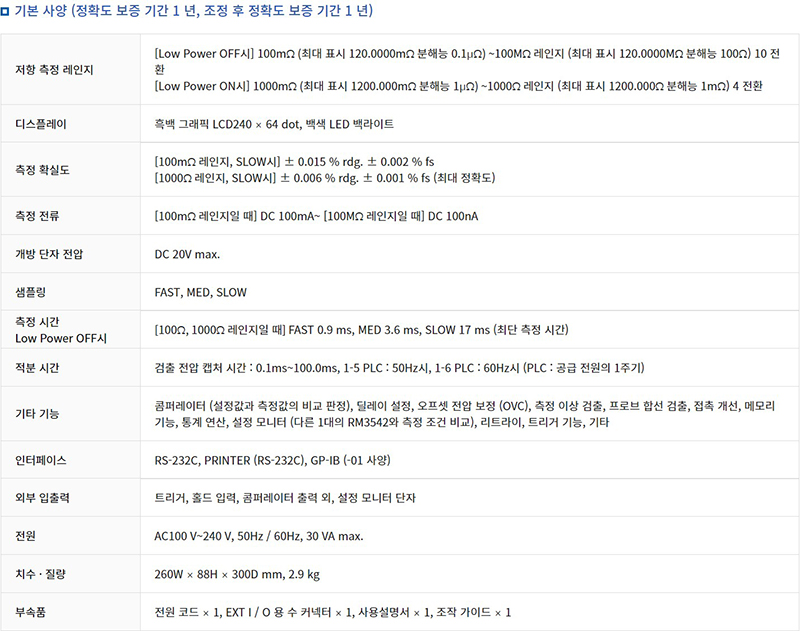 기본 사양 (정확도 보증 기간 1 년, 조정 후 정확도 보증 기간 1 년)
저항 측정 레인지
[Low Power OFF시] 100mΩ (최대 표시 120.0000mΩ 분해능 0.1μΩ) ~100MΩ 레인지 (최대 표시 120.0000MΩ 분해능 100Ω) 10 전
환
[Low Power ON시] 1000mΩ (최대 표시 1200.000mΩ 분해능 1μΩ) ~1000Ω 레인지 (최대 표시 1200.000Ω 분해능 1mΩ) 4 전환
디스플레이
흑백 그래픽 LCD240 × 64 dot, 백색 LED 백라이트
측정 확실도
[100mΩ 레인지, SLOW시] ± 0.015 % rdg. ± 0.002 % fs
[1000Ω 레인지, SLOW시] ± 0.006 % rdg. ± 0.001 % fs (최대 정확도)
측정 전류
[100mΩ 레인지일 때] DC 100mA~ [100MΩ 레인지일 때] DC 100nA
개방 단자 전압
DC 20V max.
샘플링
FAST, MED, SLOW
측정 시간
Low Power OFF시
[100Ω, 1000Ω 레인지일 때] FAST 0.9 ms, MED 3.6 ms, SLOW 17 ms (최단 측정 시간)
적분 시간
검출 전압 캡처 시간 : 0.1ms~100.0ms, 1-5 PLC : 50Hz시, 1-6 PLC : 60Hz시 (PLC : 공급 전원의 1주기)
기타 기능
콤퍼레이터 (설정값과 측정값의 비교 판정), 딜레이 설정, 오프셋 전압 보정 (OVC), 측정 이상 검출, 프로브 합선 검출, 접촉 개선, 메모리
기능, 통계 연산, 설정 모니터 (다른 1대의 RM3542와 측정 조건 비교), 리트라이, 트리거 기능, 기타
인터페이스
RS-232C, PRINTER (RS-232C), GP-IB (-01 사양)
외부 입출력
트리거, 홀드 입력, 콤퍼레이터 출력 외, 설정 모니터 단자
전원
AC100 V~240 V, 50Hz / 60Hz, 30 VA max.
치수 · 질량
260W × 88H × 300D mm, 2.9 kg
부속품
전원 코드 × 1, EXT I / O 용 수 커넥터 × 1, 사용설명서 × 1, 조작 가이드 × 1